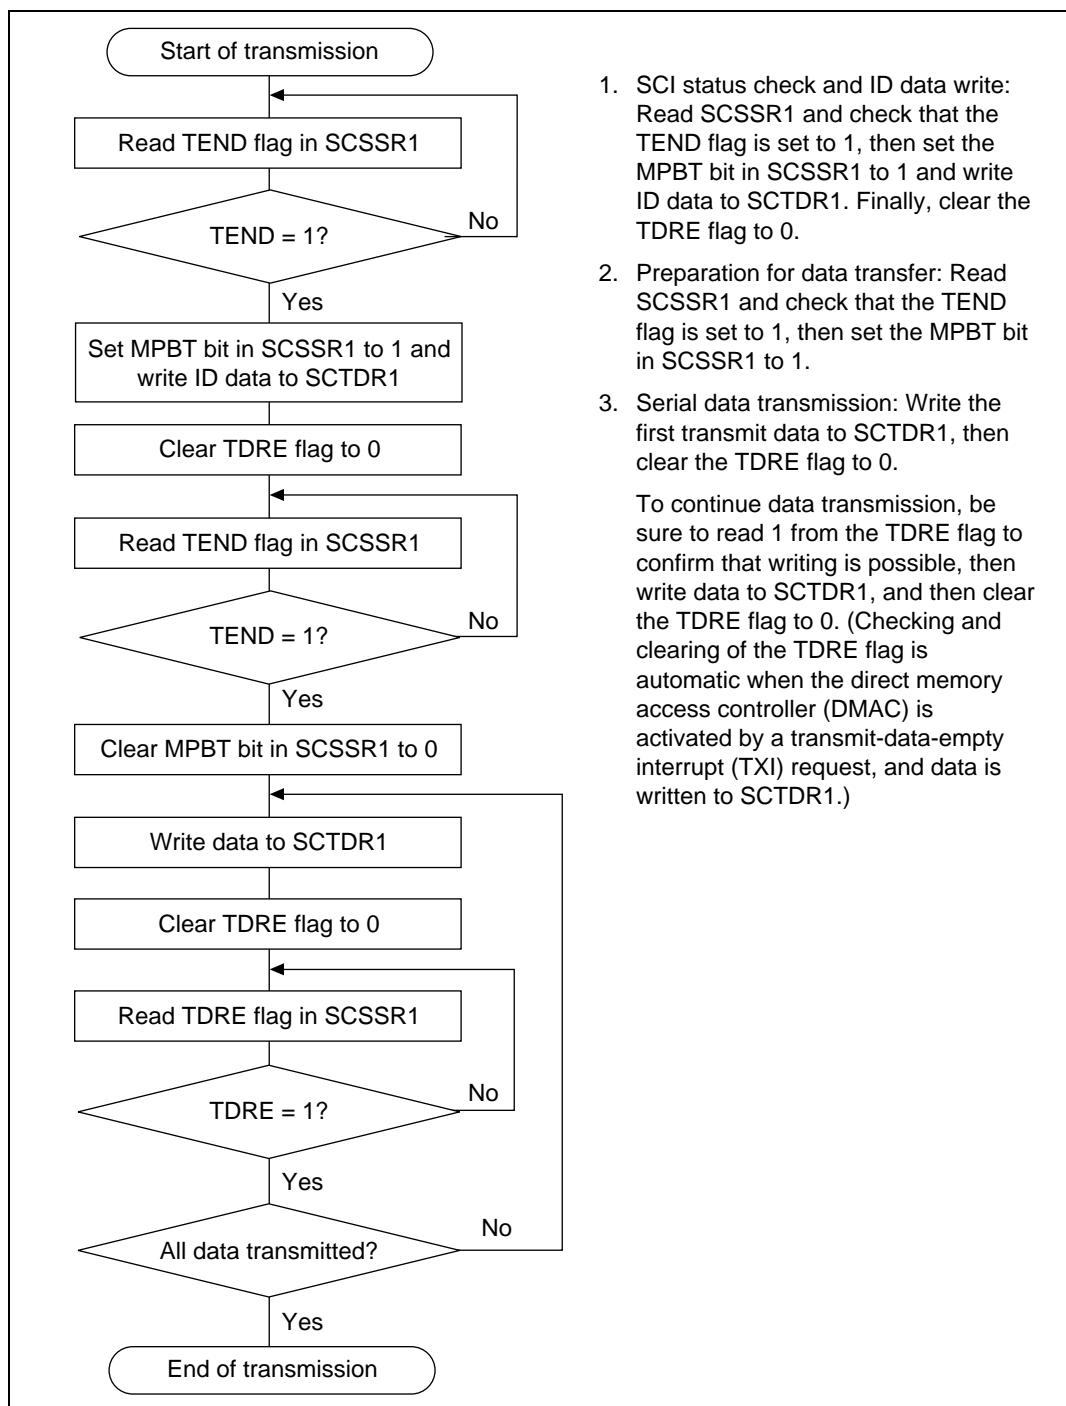 Start of transmission
Read TEND flag in SCSSR1
TEND = 1?
No
Yes
Set MPBT bit in SCSSR1 to 1 and
write ID data to SCTDR1
Clear TDRE flag to 0
Read TEND flag in SCSSR1
TEND = 1?
No
Yes
Clear MPBT bit in SCSSR1 to 0
Write data to SCTDR1
Clear TDRE flag to 0
Read TDRE flag in SCSSR1
TDRE = 1?
No
Yes
All data transmitted?
No
Yes
End of transmission
1. SCI status check and ID data write:
Read SCSSR1 and check that the
TEND flag is set to 1, then set the
MPBT bit in SCSSR1 to 1 and write
ID data to SCTDR1. Finally, clear the
TDRE flag to 0.
2. Preparation for data transfer: Read
SCSSR1 and check that the TEND
flag is set to 1, then set the MPBT bit
in SCSSR1 to 1.
3. Serial data transmission: Write the
first transmit data to SCTDR1, then
clear the TDRE flag to 0.
To continue data transmission, be
sure to read 1 from the TDRE flag to
confirm that writing is possible, then
write data to SCTDR1, and then clear
the TDRE flag to 0. (Checking and
clearing of the TDRE flag is
automatic when the direct memory
access controller (DMAC) is
activated by a transmit-data-empty
interrupt (TXI) request, and data is
written to SCTDR1.)